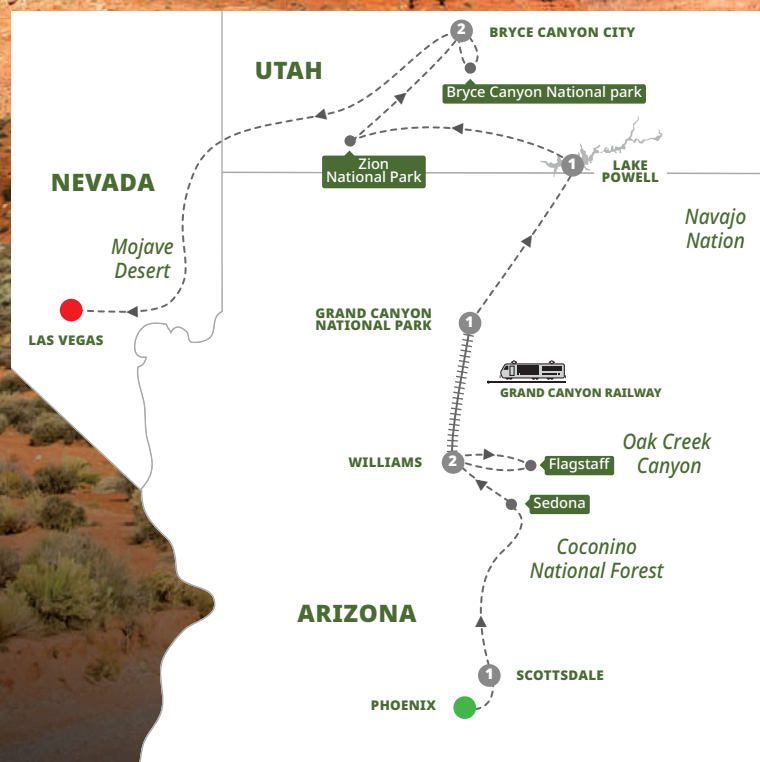 2
BRYCE CANYON CITY
UTAH
Bryce Canyon National park
Zion
National Park
1
LAKE
POWELL
NEVADA
Navajo
Nation
Mojave
Desert
LAS VEGAS
GRAND CANYON
NATIONAL PARK
1
GRAND CANYON RAILWAY
Oak Creek
Canyon
WILLIAMS
2
Flagstaff
Sedona
Coconino
National Forest
ARIZONA
1
SCOTTSDALE
PHOENIX